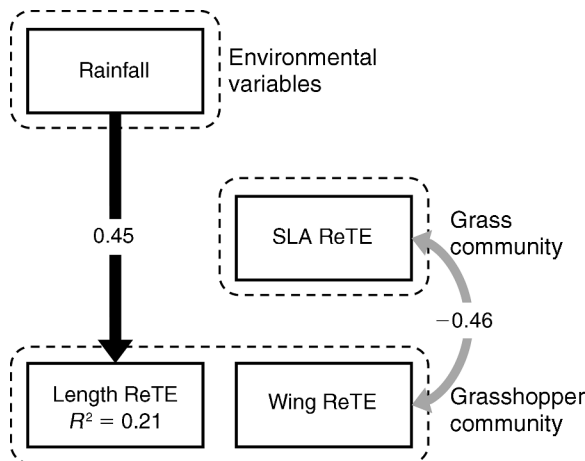 Rainfall
Environmental
variables
0.45
SLA ReTE
Grass
community
−0.46
Length ReTE
R² = 0.21
Wing ReTE
Grasshopper
community